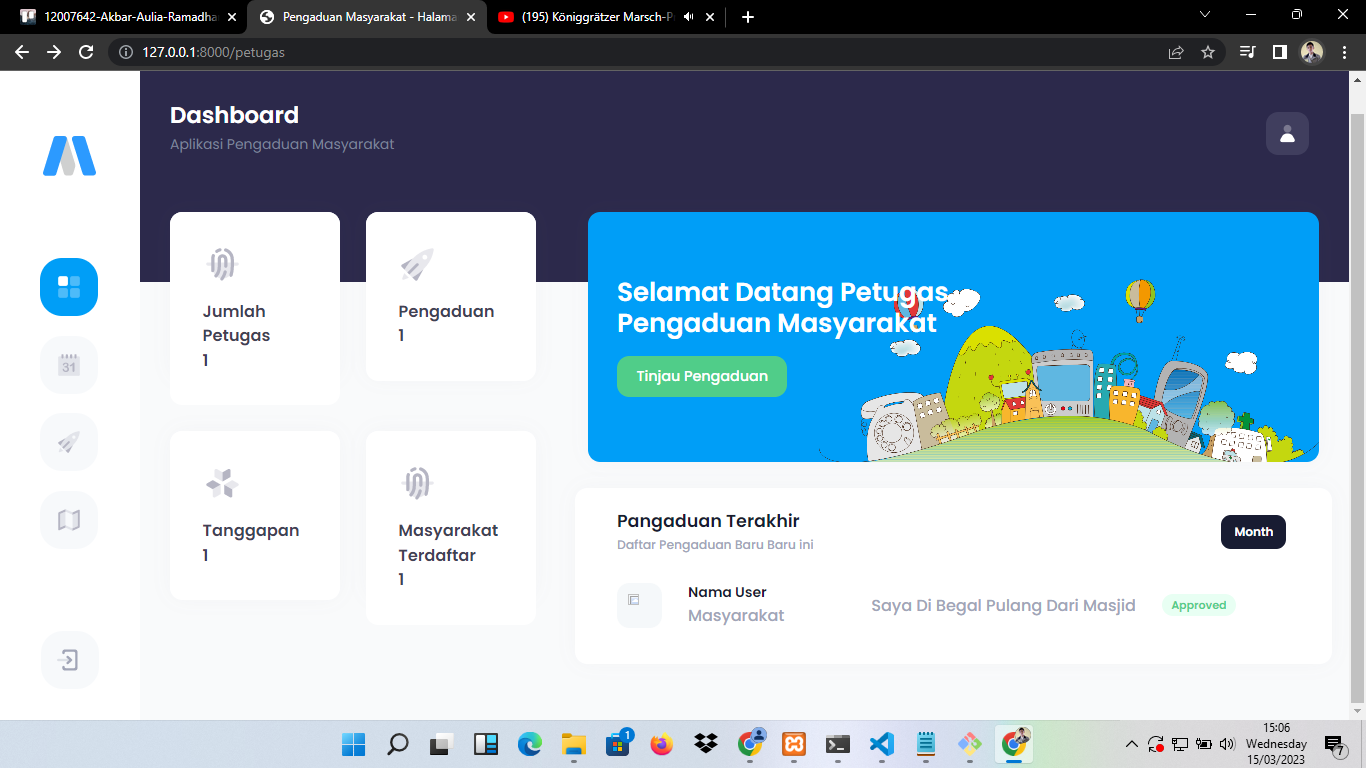 12007642-Akbar-Aulia-Ramadha
Pengaduan Masyarakat - Halama
(195) Königgrätzer Marsch-P
127.0.0.1:8000/petugas
Dashboard
Aplikasi Pengaduan Masyarakat
31
Jumlah
Petugas
1
Pengaduan
1
Tanggapan
1
Masyarakat
Terdaftar
1
Selamat Datang Petugas
Pengaduan Masyarakat
Tinjau Pengaduan
Pangaduan Terakhir
Daftar Pengaduan Baru Baru ini
Month
Nama User
Masyarakat
Saya Di Begal Pulang Dari Masjid
Approved
1
15:06
Wednesday
15/03/2023
7